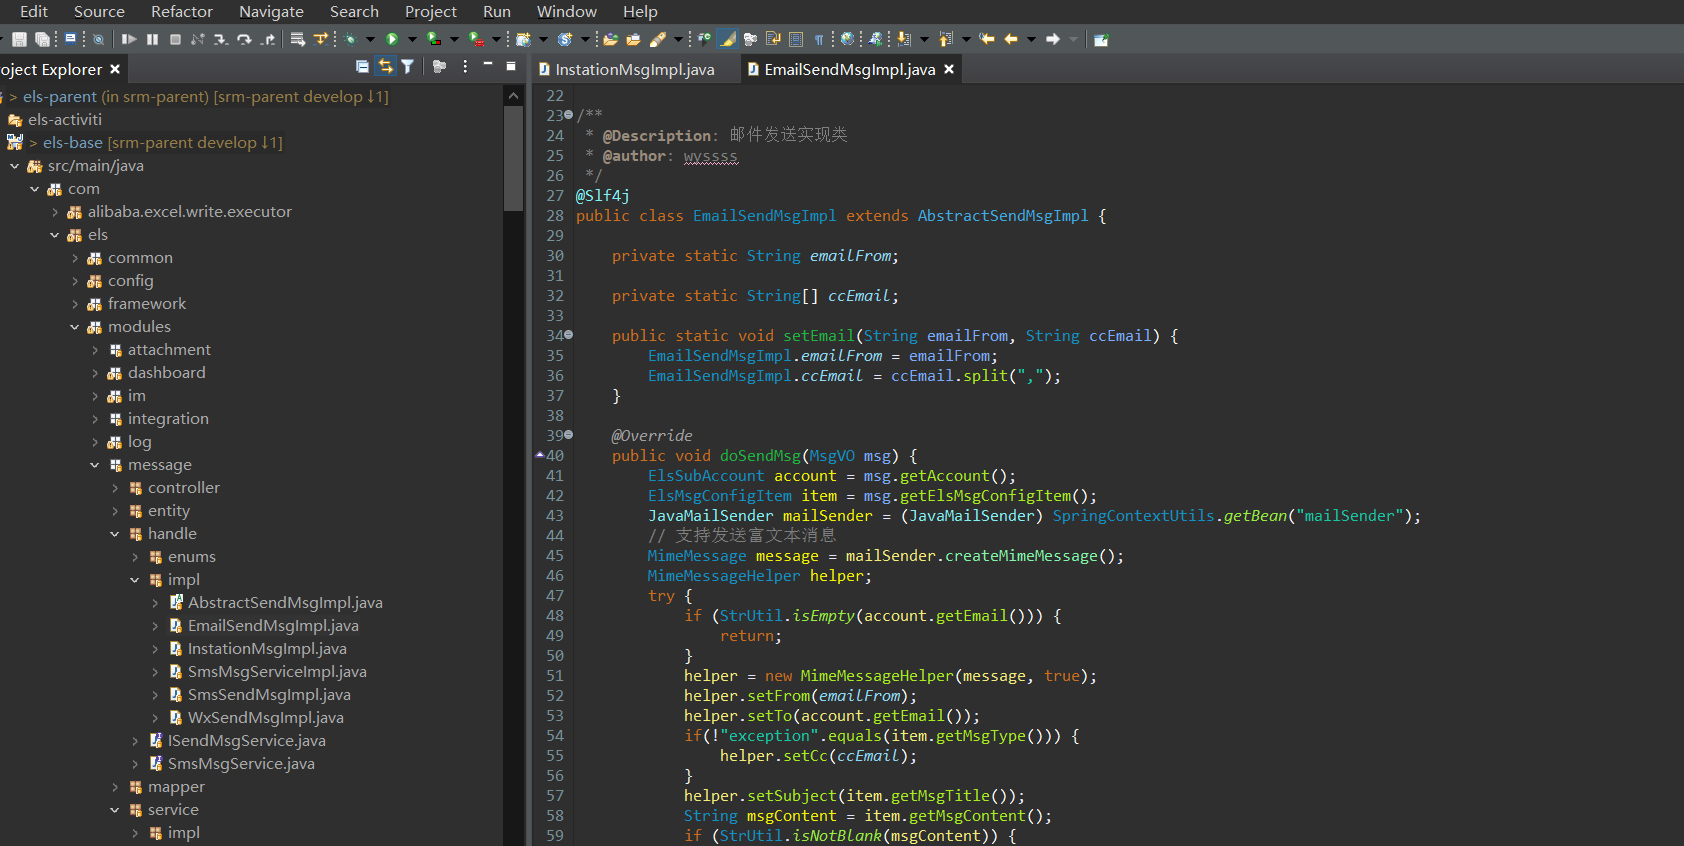 Edit Source Refactor Navigate Search Project Run Window Help
oject Explorer
> els-parent (in srm-parent) [srm-parent develop ↓1]
els-activiti
> els-base [srm-parent develop ↓1]
src/main/java
com
alibaba.excel.write.executor
els
common
config
framework
modules
attachment
dashboard
im
integration
log
message
controller
entity
handle
enums
impl
AbstractSendMsgImpl.java
EmailSendMsgImpl.java
InstationMsgImpl.java
SmsMsgServiceImpl.java
SmsSendMsgImpl.java
WxSendMsgImpl.java
ISendMsgService.java
SmsMsgService.java
mapper
service
impl
InstationMsgImpl.java EmailSendMsgImpl.java
22
23 /**
24 * @Description: 邮件发送实现类
25 * @author: wyssss
26 */
27 @Slf4j
28 public class EmailSendMsgImpl extends AbstractSendMsgImpl {
29
30 private static String emailFrom;
31
32 private static String[] ccEmail;
33
34 public static void setEmail(String emailFrom, String ccEmail) {
35 EmailSendMsgImpl.emailFrom = emailFrom;
36 EmailSendMsgImpl.ccEmail = ccEmail.split(",");
37 }
38
39 @Override
40 public void doSendMsg(MsgVO msg) {
41 ElsSubAccount account = msg.getAccount();
42 ElsMsgConfigItem item = msg.getElsMsgConfigItem();
43 JavaMailSender mailSender = (JavaMailSender) SpringContextUtils.getBean("mailSender");
44 // 支持发送富文本消息
45 MimeMessage message = mailSender.createMimeMessage();
46 MimeMessageHelper helper;
47 try {
48 if (StrUtil.isEmpty(account.getEmail())) {
49 return;
50 }
51 helper = new MimeMessageHelper(message, true);
52 helper.setFrom(emailFrom);
53 helper.setTo(account.getEmail());
54 if(!"exception".equals(item.getMsgType())) {
55 helper.setCc(ccEmail);
56 }
57 helper.setSubject(item.getMsgTitle());
58 String msgContent = item.getMsgContent();
59 if (StrUtil.isNotBlank(msgContent)) {